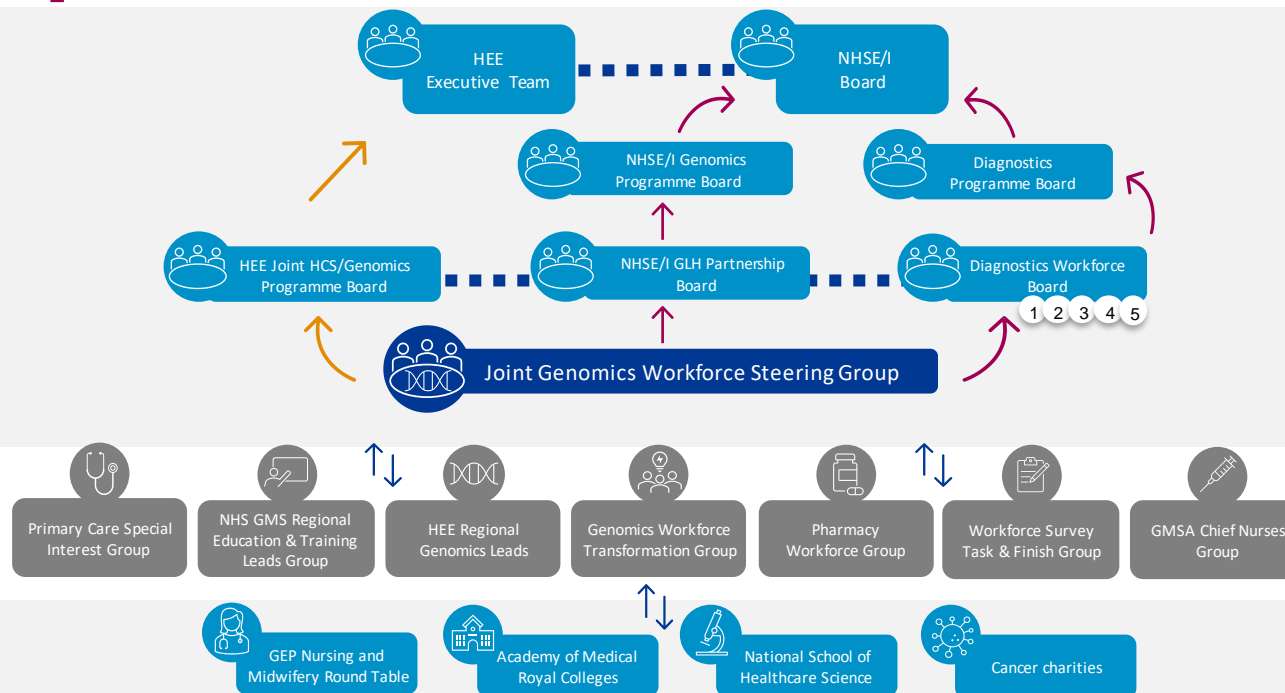 HEE
Executive Team
NHSE/I
Board
NHSE/I Genomics
Programme Board
Diagnostics
Programme Board
HEE Joint HCS/Genomics
Programme Board
NHSE/I GLH Partnership
Board
Diagnostics Workforce
Board
1 2 3 4 5
Joint Genomics Workforce Steering Group
Primary Care Special
Interest Group
NHS GMS Regional
Education & Training
Leads Group
HEE Regional
Genomics Leads
Genomics Workforce
Transformation Group
Pharmacy
Workforce Group
Workforce Survey
Task & Finish Group
GMSA Chief Nurses
Group
GEP Nursing and
Midwifery Round Table
Academy of Medical
Royal Colleges
National School of
Healthcare Science
Cancer charities